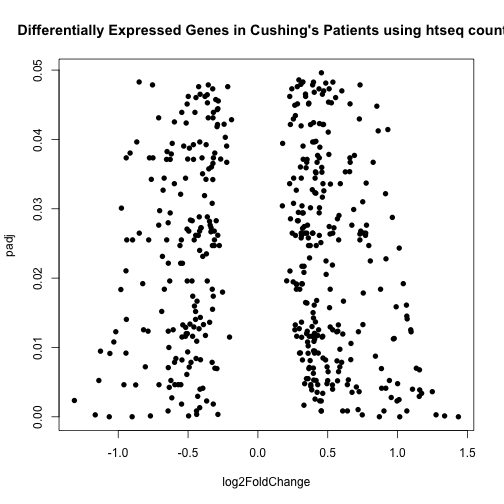 Differentially Expressed Genes in Cushing's Patients using htseq count
0.05
0.04
0.03
0.02
0.01
0.00
padj
-1.0 -0.5 0.0 0.5 1.0 1.5
log2FoldChange